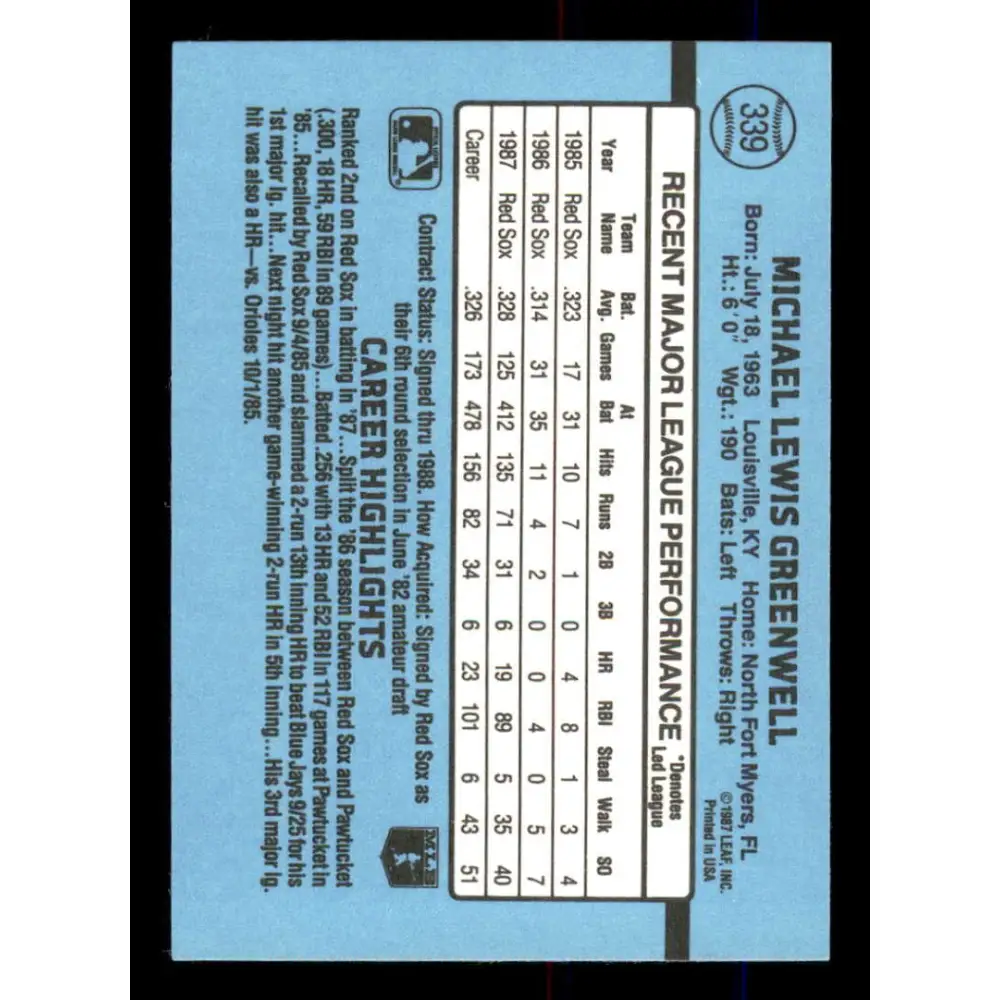 339
MICHAEL LEWIS GREENWELL
Born: July 18, 1963 Louisville, KY Home: North Fort Myers, FL
Ht.: 6' 0" Wgt.: 190 Bats: Left Throws: Right
©1987 LEAF, INC.
Printed in USA
RECENT MAJOR LEAGUE PERFORMANCE *Denotes Led League
Year Team Name Bat. Avg. Games At Bat Hits Runs 2B 3B HR RBI Steal Walk SO
1985 Red Sox .323 17 31 10 7 1 0 4 8 1 3 4
1986 Red Sox .314 31 35 11 4 2 0 0 4 0 5 7
1987 Red Sox .328 125 412 135 71 31 6 19 89 5 35 40
Career .326 173 478 156 82 34 6 23 101 6 43 51
Contract Status: Signed thru 1988. How Acquired: Signed by Red Sox as
their 6th round selection in June '82 amateur draft
MLB
CAREER HIGHLIGHTS
Ranked 2nd on Red Sox in batting in '87...Split the '86 season between Red Sox and Pawtucket
(.300, 18 HR, 59 RBI in 89 games)...Batted .256 with 13 HR and 52 RBI in 117 games at Pawtucket in
'85...Recalled by Red Sox 9/4/85 and slammed a 2-run 13th inning HR to beat Blue Jays 9/25 for his
1st major lg. hit...Next night hit another game-winning 2-run HR in 5th inning...His 3rd major lg.
hit was also a HR—vs. Orioles 10/1/85.